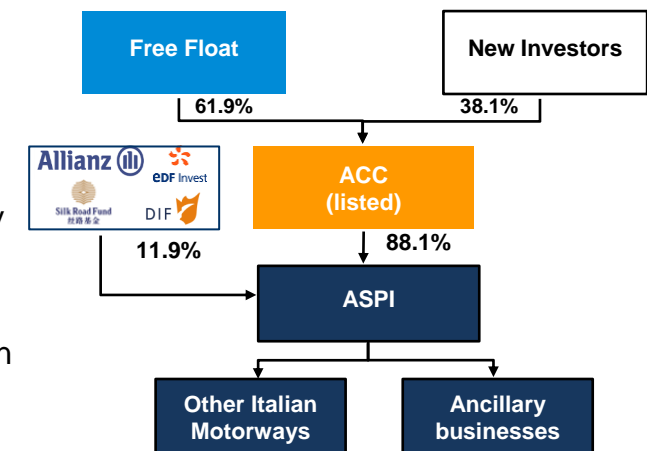 Free Float
New Investors
61.9%
38.1%
Allianz
eDF Invest
Silk Road Fund
丝路基金
DIF
ACC
(listed)
y
11.9%
88.1%
ASPI
n
Other Italian
Motorways
Ancillary
businesses